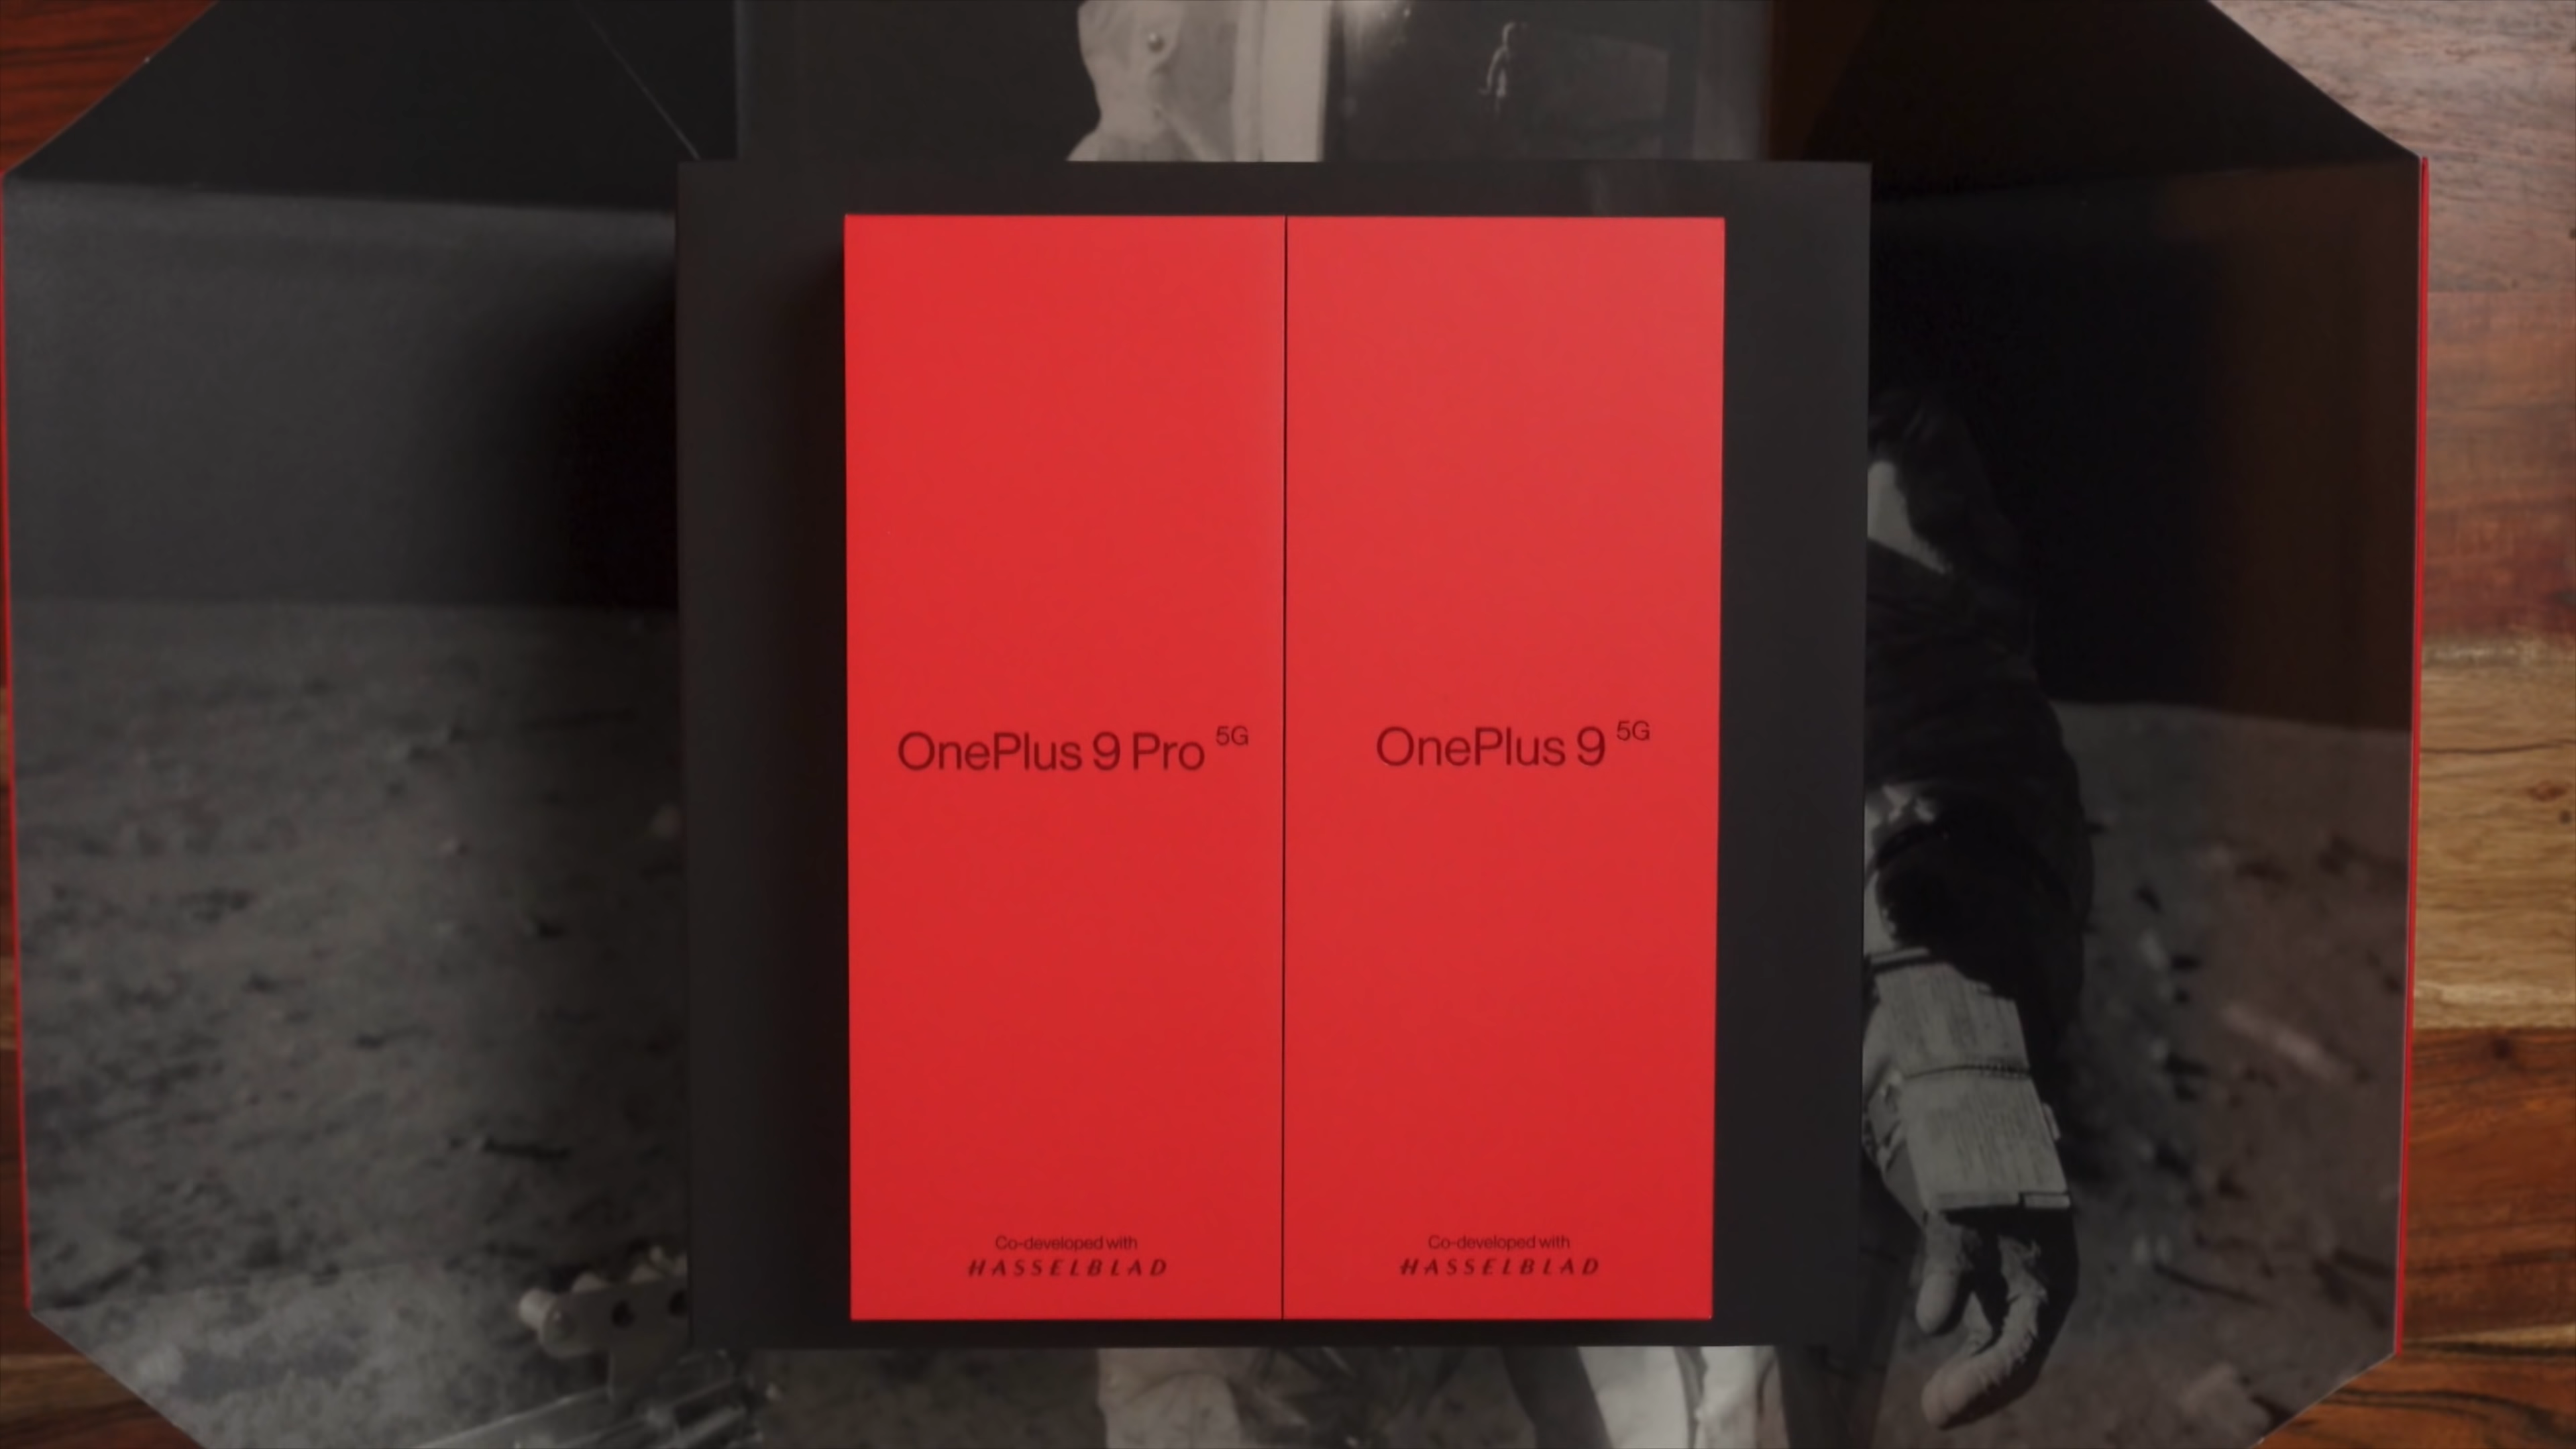 OnePlus 9 Pro 5G
Co-developed with
HASSELBLAD
OnePlus 9 5G
Co-developed with
HASSELBLAD